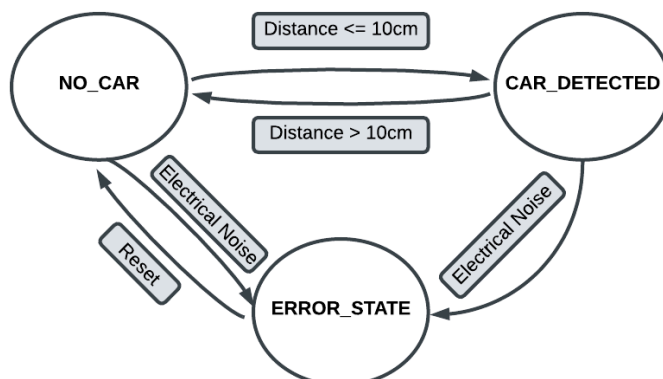 Distance <= 10cm
NO_CAR
CAR_DETECTED
Distance > 10cm
Electrical Noise
Electrical Noise
Reset
ERROR_STATE